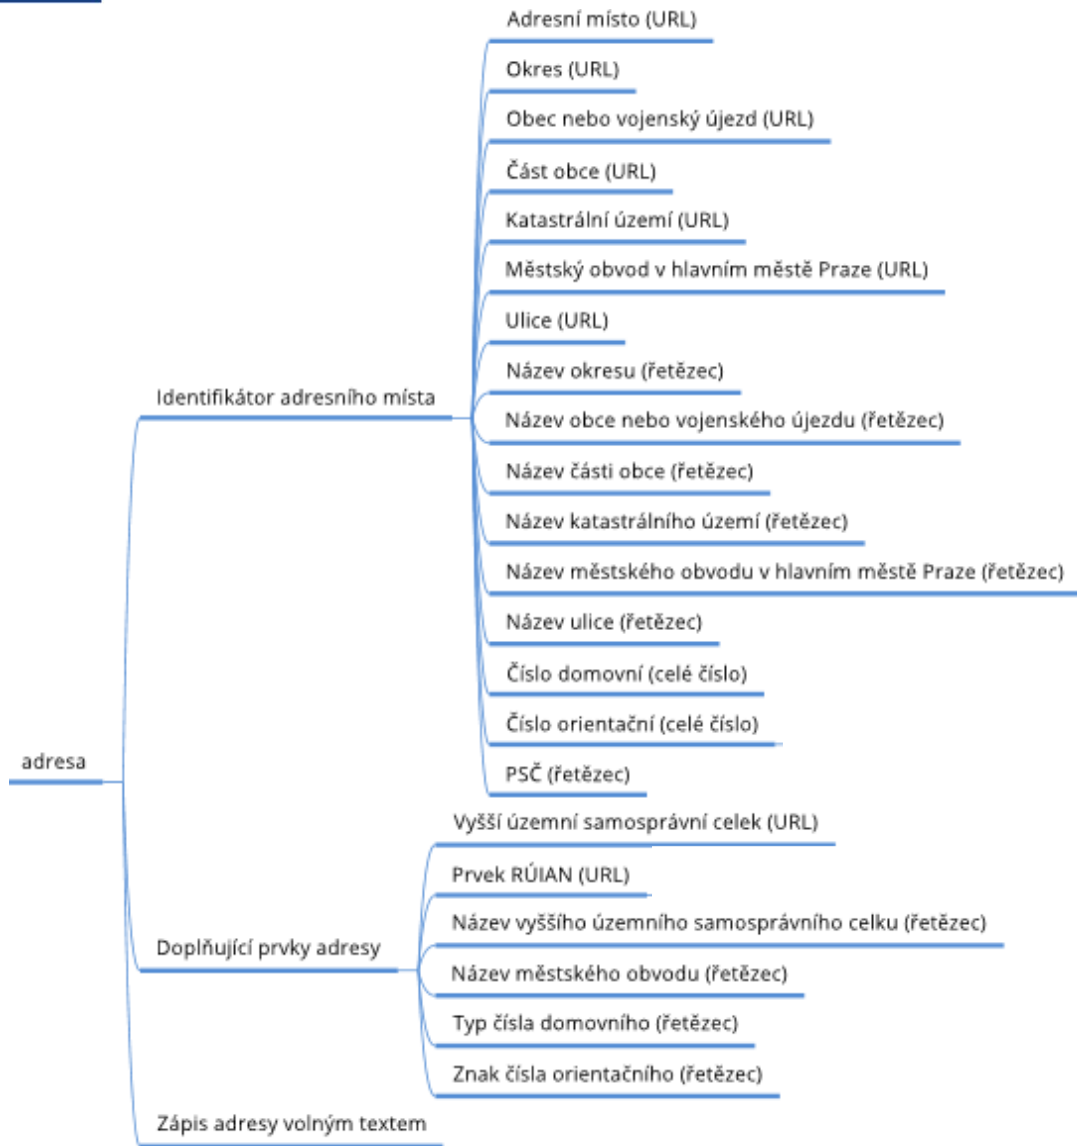 Adresní místo (URL)
Okres (URL)
Obec nebo vojenský újezd (URL)
Část obce (URL)
Katastrální území (URL)
Městský obvod v hlavním městě Praze (URL)
Ulice (URL)
Název okresu (řetězec)
Identifikátor adresního místa
Název obce nebo vojenského újezdu (řetězec)
Název části obce (řetězec)
Název katastrálního území (řetězec)
Název městského obvodu v hlavním městě Praze (řetězec)
Název ulice (řetězec)
Číslo domovní (celé číslo)
Číslo orientační (celé číslo)
adresa
PSČ (řetězec)
Vyšší územní samosprávní celek (URL)
Prvek RÚIAN (URL)
Název vyššího územního samosprávního celku (řetězec)
Doplňující prvky adresy
Název městského obvodu (řetězec)
Typ čísla domovního (řetězec)
Znak čísla orientačního (řetězec)
Zápis adresy volným textem